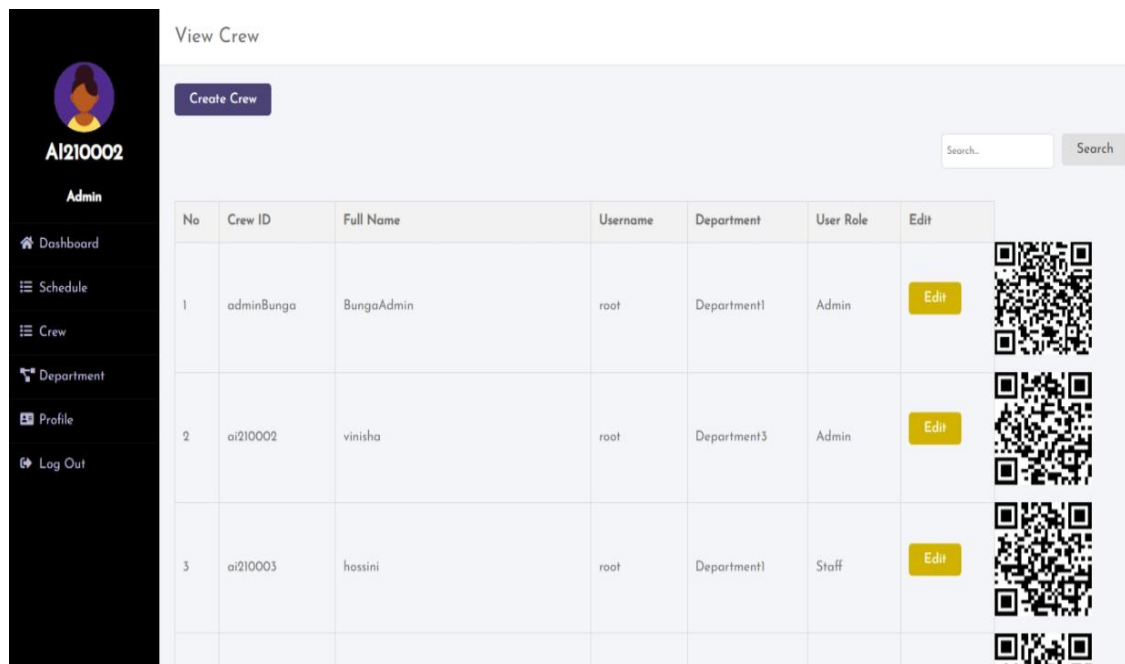 View Crew
Create Crew
AI210002
Admin
Dashboard
Schedule
Crew
Department
Profile
Log Out
Search...
Search
No Crew ID Full Name Username Department User Role Edit
1 adminBunga BungaAdmin root Department1 Admin Edit
2 ai210002 vinisha root Department3 Admin Edit
3 ai210003 hossini root Department1 Staff Edit